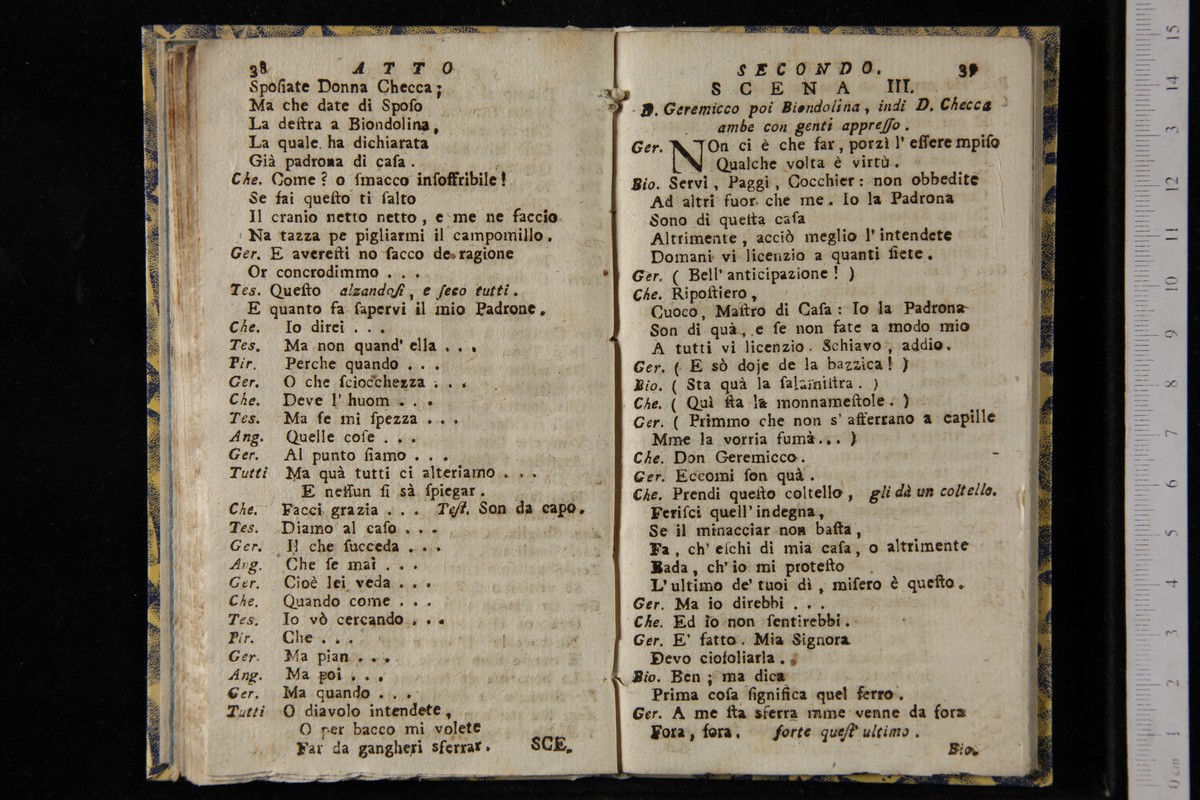 38 ATTO
Spoſiate Donna Checca;
Ma che date di Spoſo
La deſtra a Biondolina,
La quale ha dichiarata
Già padrona di caſa.
Che. Come? o ſmacco inſoffribile!
Se fai queſto ti ſalto
Il cranio netto netto, e me ne faccio
Na tazza pe pigliarmi il campomillo.
Ger. Eævereſti no ſacco de ragione
Or concrodimmo . . .
Tes. Queſto alzandoſi, e ſeco tutti.
E quanto fa ſapervi il mio Padrone.
Che. Io direi . . .
Tes. Ma non quand' ella . . .
Pir. Perche quando . . .
Ger. O che ſciocchezza . . .
Che. Deve l' huom . . .
Tes. Ma ſe mi ſpezza . . .
Ang. Quelle coſe . . .
Ger. Al punto ſiamo . . .
Tutti Ma quà tutti ci alteriamo . . .
E neſſun ſi sà ſpiegar.
Che. Facci grazia . . . Teſt. Son da capo.
Tes. Diamo al caſo . . .
Ger. Il che ſucceda . . .
Ang. Che ſe mai . . .
Ger. Cioè lei veda . . .
Che. Quando come . . .
Tes. Io vò cercando . . .
Pir. Che . . .
Ger. Ma pian . . .
Ang. Ma poi . . .
Ger. Ma quando . . .
Tutti O diavolo intendete,
O per bacco mi volete
Far da gangheri sferrar. SCE.
SECONDO. 39
SCENA III.
D. Geremicco poi Biondolina, indi D. Checca
ambe con genti appreſſo.
Ger. NOn ci è che far, porzì l' eſſere mpiſo
Qualche volta è virtù.
Bio. Servi, Paggi, Cocchier: non obbedite
Ad altri fuor che me. Io la Padrona
Sono di queſta caſa
Altrimente, acciò meglio l' intendete
Domani vi licenzio a quanti ſiete.
Ger. ( Bell' anticipazione! )
Che. Ripoſtiero,
Cuoco, Maſtro di Caſa: Io la Padrona
Son di quà, e ſe non fate a modo mio
A tutti vi licenzio. Schiavo, addio.
Ger. ( E sò doje de la bazzica! )
Bio. ( Sta quà la ſalamiſtra. )
Che. ( Quì ſta la monnameſtole. )
Ger. ( Primmo che non s' afferrano a capille
Mme la vorria fumà... )
Che. Don Geremicco.
Ger. Eccomi ſon quà.
Che. Prendi queſto coltello, gli dà un coltello.
Feriſci quell' indegna,
Se il minacciar non baſta,
Fa, ch' eſchi di mia caſa, o altrimente
Bada, ch' io mi proteſto
L' ultimo de' tuoi dì, miſero è queſto.
Ger. Ma io direbbi . . .
Che. Ed io non ſentirebbi.
Ger. E' fatto. Mia Signora
Devo cioſoliarla.
Bio. Ben; ma dica
Prima coſa ſignifica quel ferro.
Ger. A me ſta sferra mme venne da fora
Fora, fora. forte queſt' ultimo.
Bio.